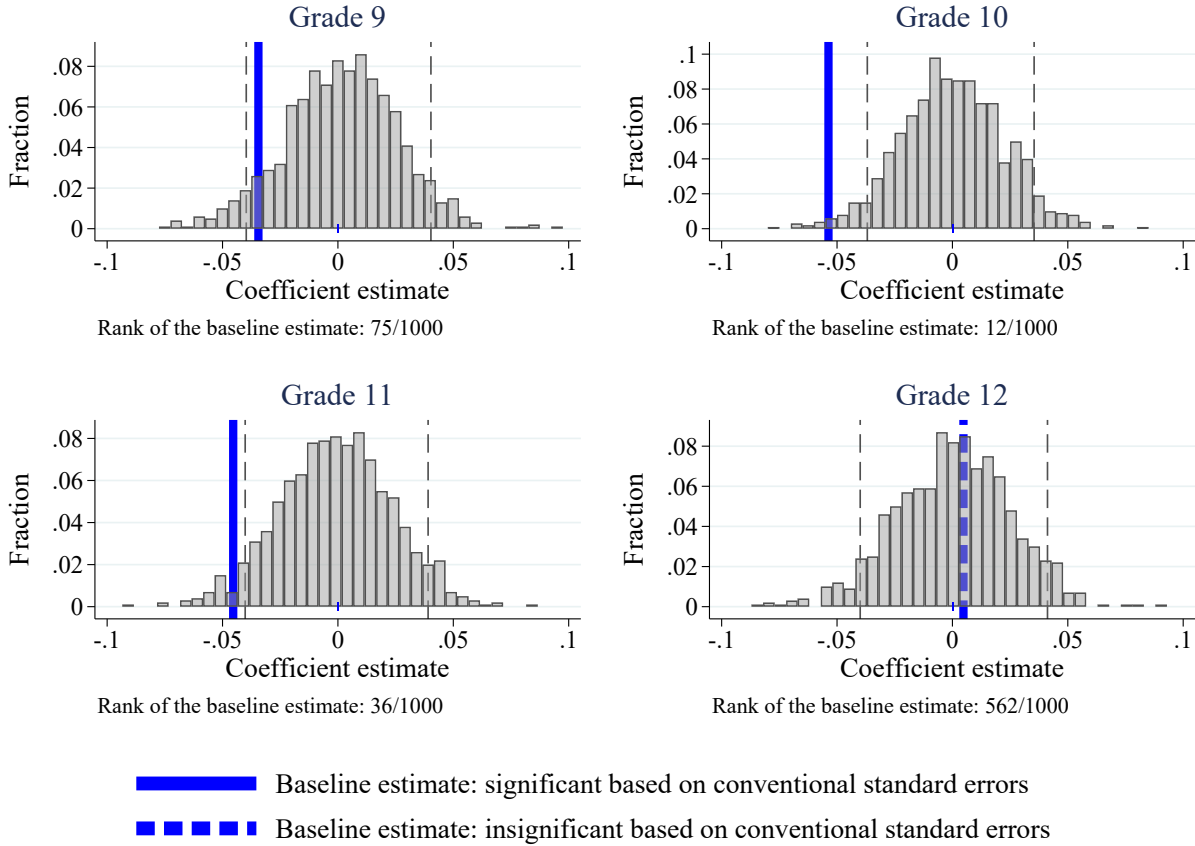 Grade 9
Fraction
.08
.06
.04
.02
0
-.1 -.05 0 .05 .1
Coefficient estimate
Rank of the baseline estimate: 75/1000
Grade 10
Fraction
.1
.08
.06
.04
.02
0
-.1 -.05 0 .05 .1
Coefficient estimate
Rank of the baseline estimate: 12/1000
Grade 11
Fraction
.08
.06
.04
.02
0
-.1 -.05 0 .05 .1
Coefficient estimate
Rank of the baseline estimate: 36/1000
Grade 12
Fraction
.08
.06
.04
.02
0
-.1 -.05 0 .05 .1
Coefficient estimate
Rank of the baseline estimate: 562/1000
Baseline estimate: significant based on conventional standard errors
Baseline estimate: insignificant based on conventional standard errors